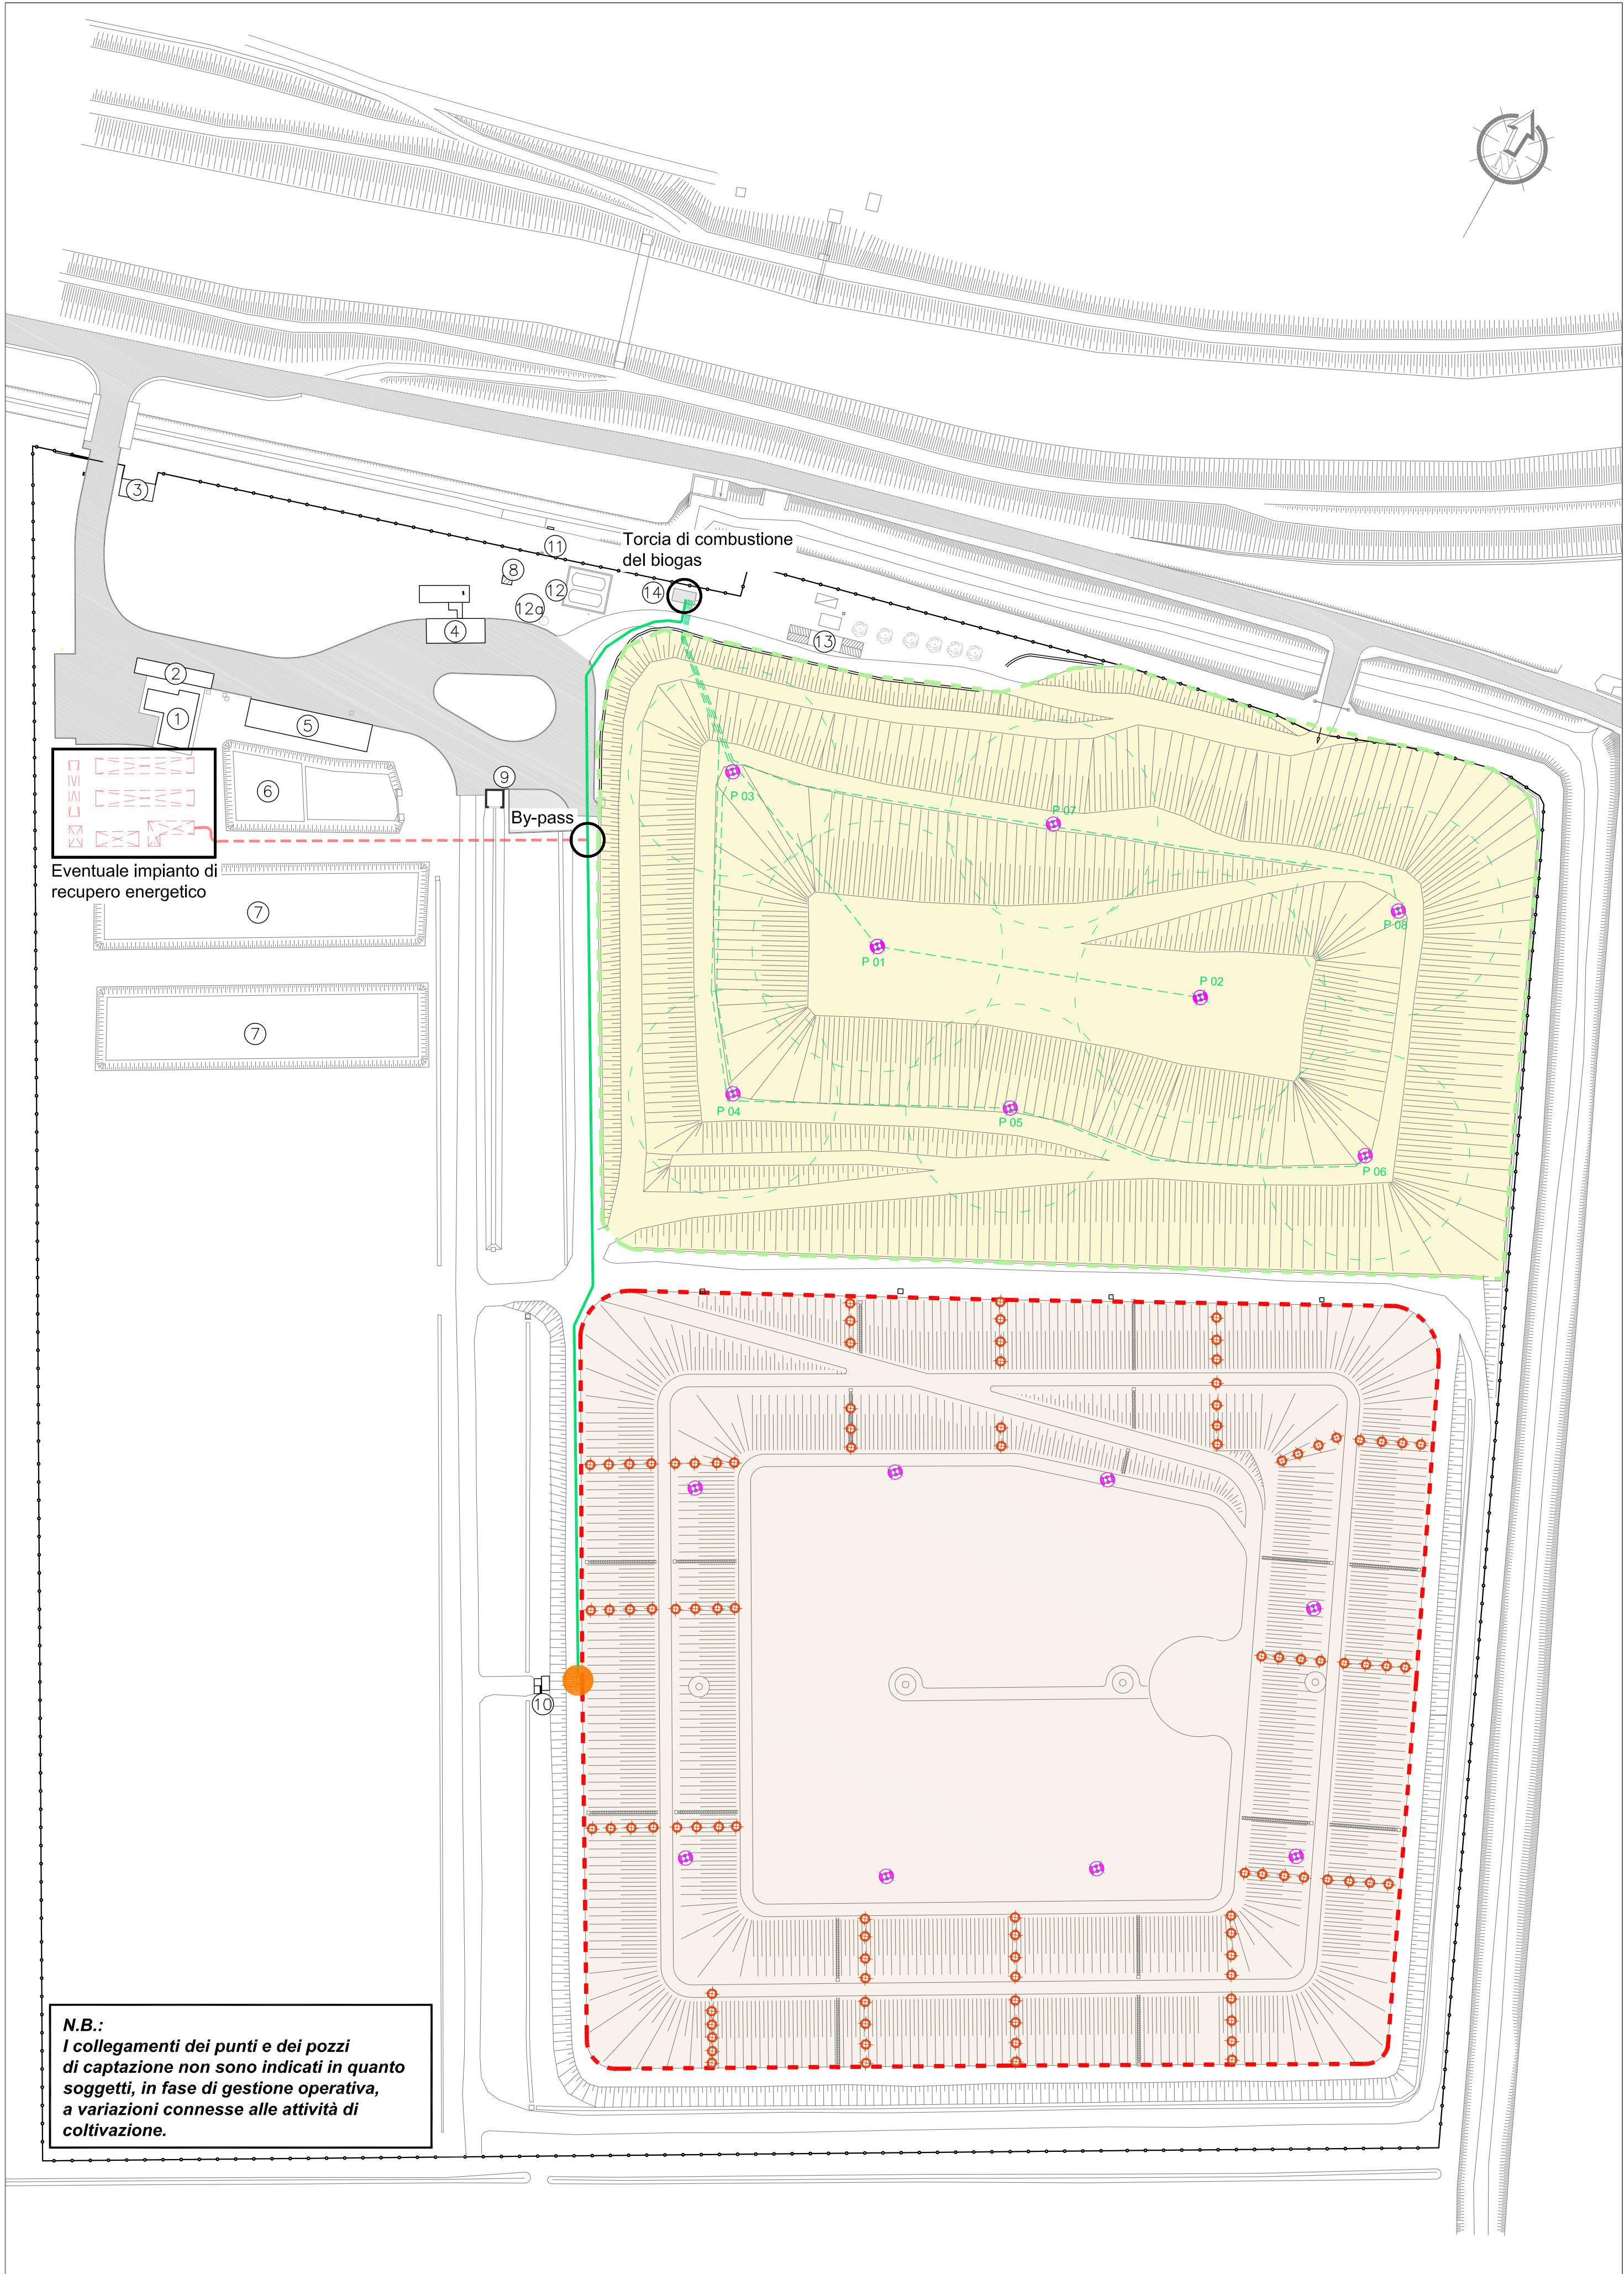 N
3
11
Torcia di combustione
del biogas
8
12
14
12a
4
13
2
1
5
P 03
9
6
By-pass
P 07
Eventuale impianto di
recupero energetico
7
P 08
P 01
P 02
7
P 04
P 05
P 06
10
N.B.:
I collegamenti dei punti e dei pozzi
di captazione non sono indicati in quanto
soggetti, in fase di gestione operativa,
a variazioni connesse alle attività di
coltivazione.